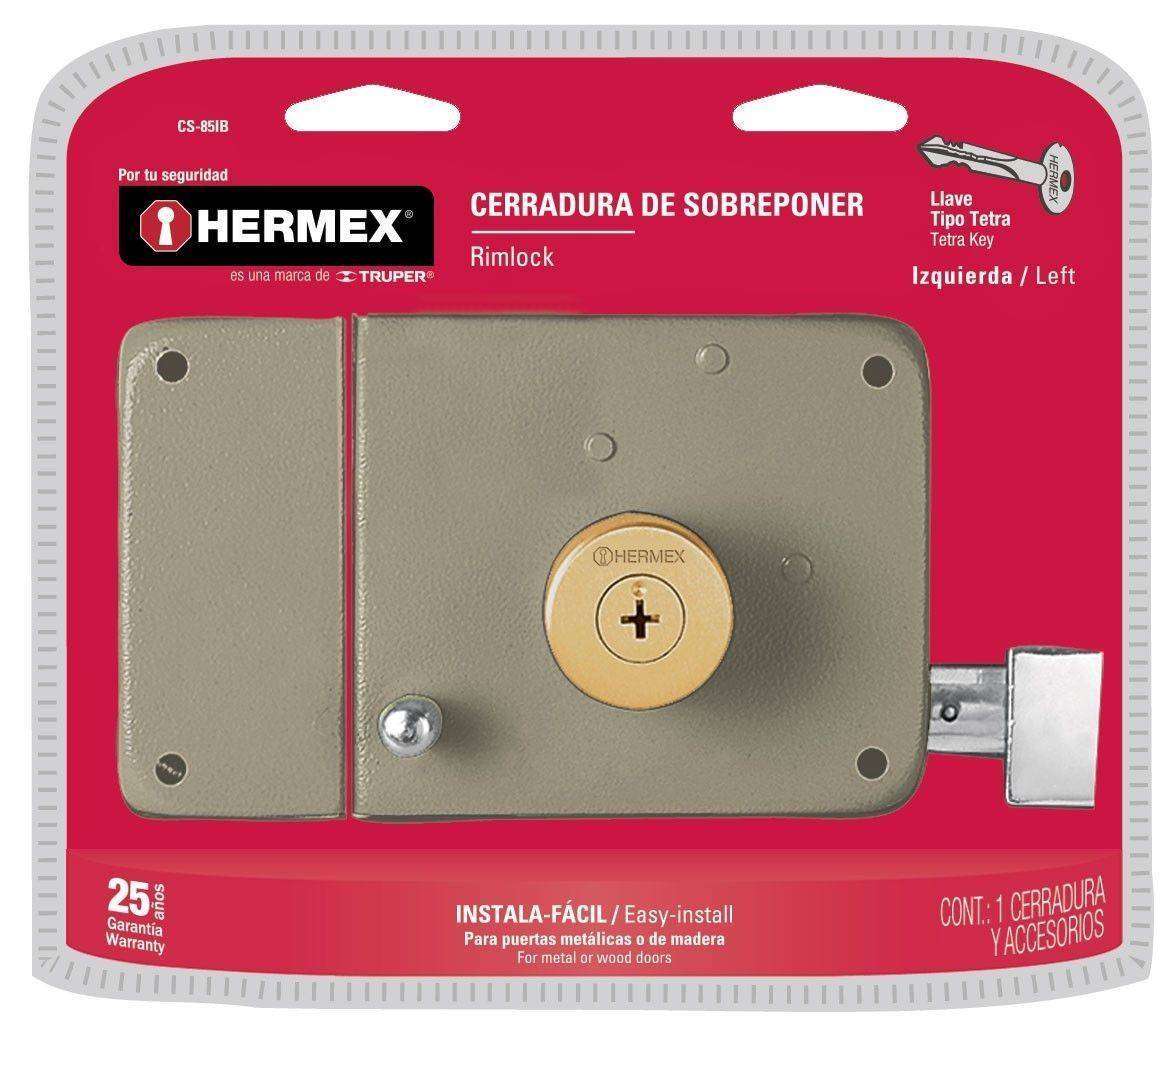 CS-85IB
Por tu seguridad
HERMEX®
es una marca de TRUPER®
CERRADURA DE SOBREPONER
Rimlock
HERMEX
Llave
Tipo Tetra
Tetra Key
Izquierda / Left
HERMEX
25 años
Garantía
Warranty
INSTALA-FÁCIL / Easy-install
Para puertas metálicas o de madera
For metal or wood doors
CONT.: 1 CERRADURA
Y ACCESORIOS